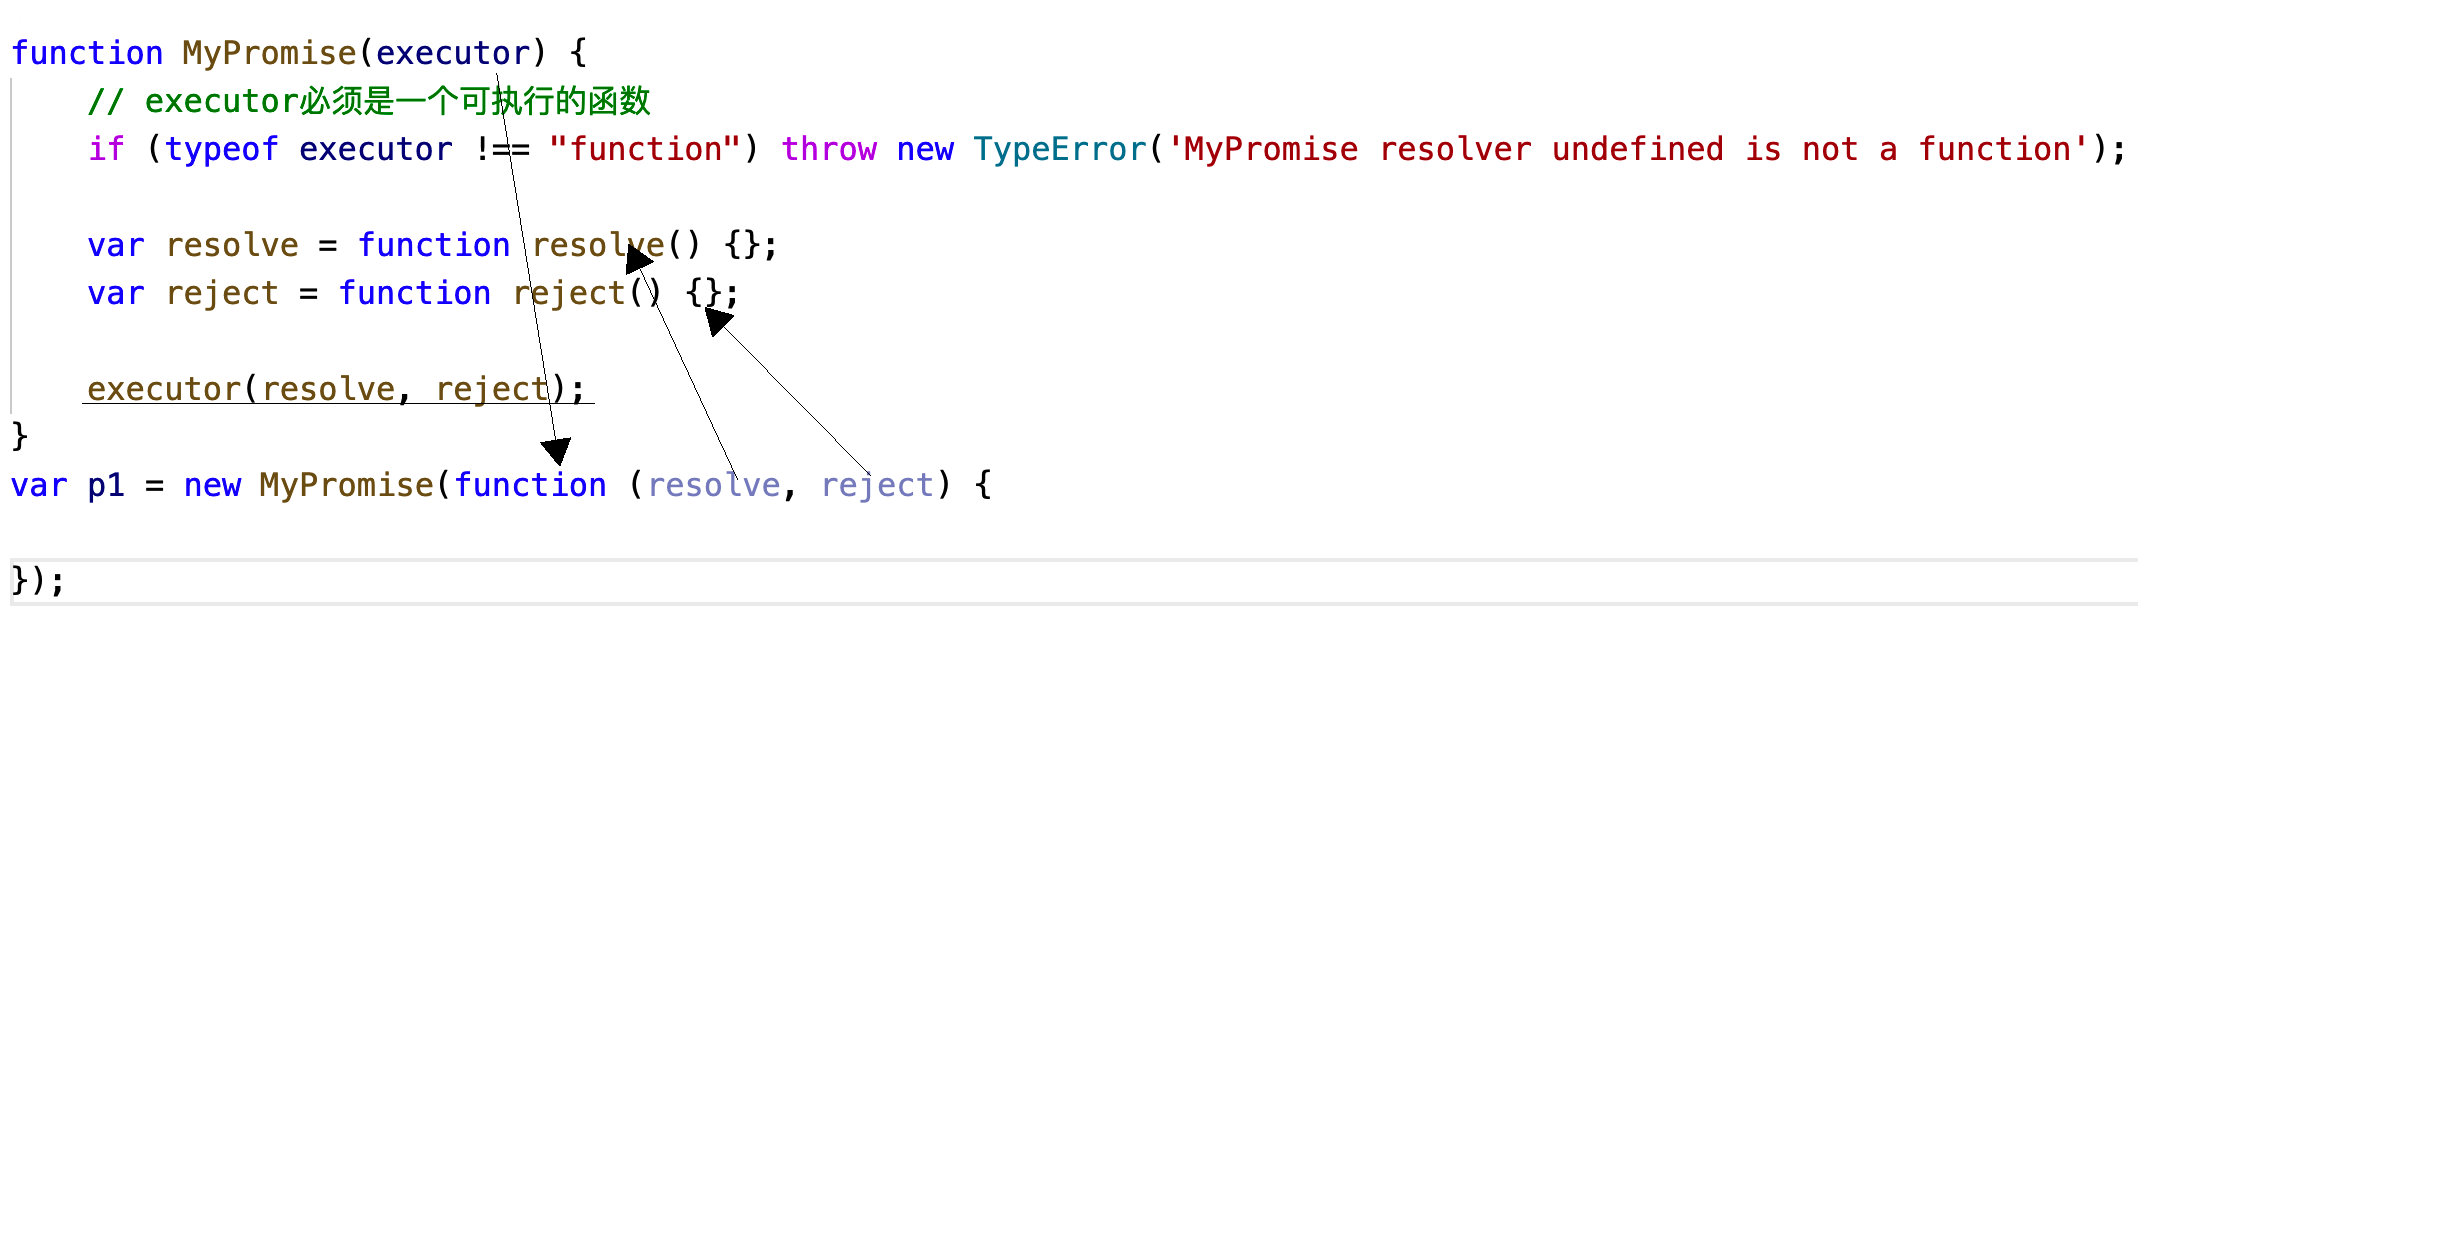 function MyPromise(executor) {
    // executor必须是一个可执行的函数
    if (typeof executor !== "function") throw new TypeError('MyPromise resolver undefined is not a function');
    var resolve = function resolve() {};
    var reject = function reject() {};
    executor(resolve, reject);
}
var p1 = new MyPromise(function (resolve, reject) {
});